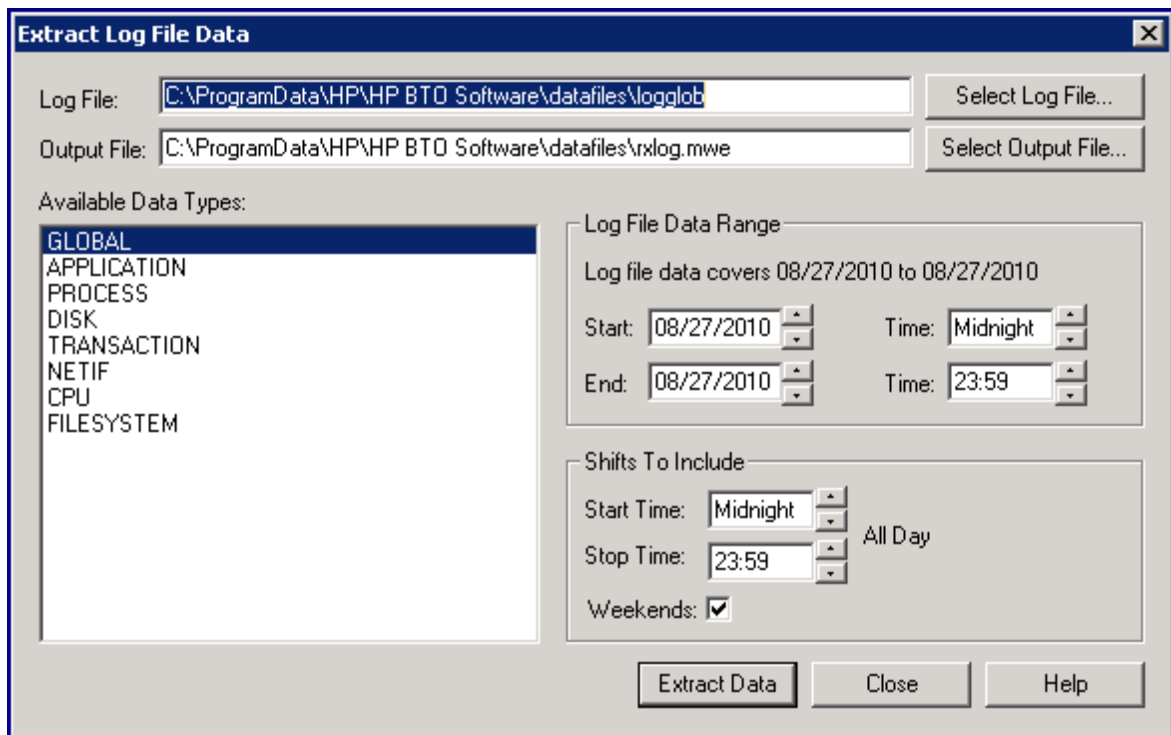 Extract Log File Data
Log File: C:\ProgramData\HP\HP BTO Software\datafiles\logglob Select Log File...
Output File: C:\ProgramData\HP\HP BTO Software\datafiles\rxlog.mwe Select Output File...
Available Data Types:
GLOBAL
APPLICATION
PROCESS
DISK
TRANSACTION
NETIF
CPU
FILESYSTEM
Log File Data Range
Log file data covers 08/27/2010 to 08/27/2010
Start: 08/27/2010 Time: Midnight
End: 08/27/2010 Time: 23:59
Shifts To Include
Start Time: Midnight
Stop Time: 23:59
All Day
Weekends:
Extract Data Close Help